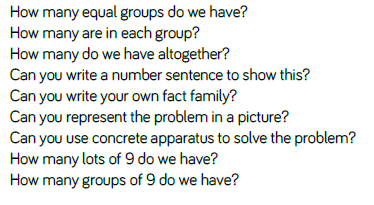 How many equal groups do we have?
How many are in each group?
How many do we have altogether?
Can you write a number sentence to show this?
Can you write your own fact family?
Can you represent the problem in a picture?
Can you use concrete apparatus to solve the problem?
How many lots of 9 do we have?
How many groups of 9 do we have?